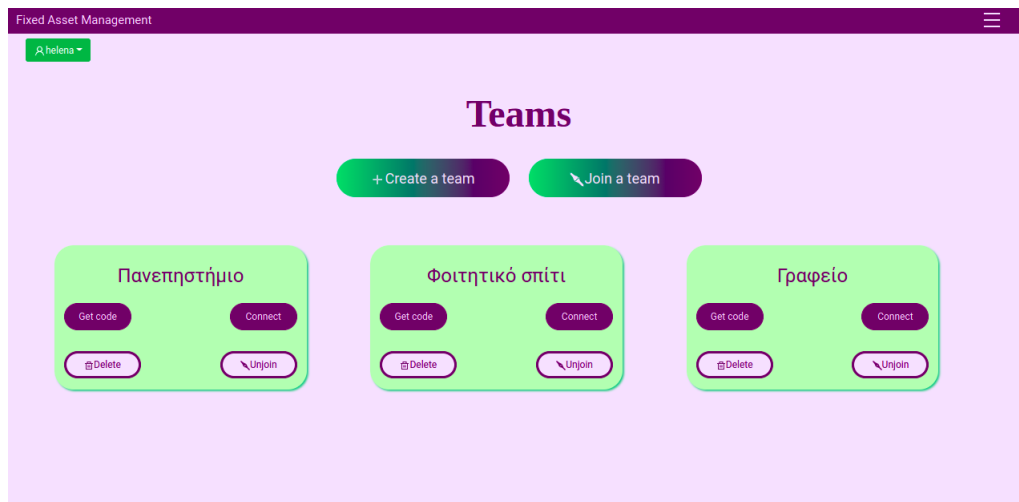 Fixed Asset Management
helena
Teams
Create a team Join a team
Πανεπηστήμιο Φοιτητικό σπίτι Γραφείο
Get code Connect Get code Connect Get code Connect
Delete Unjoin Delete Unjoin Delete Unjoin